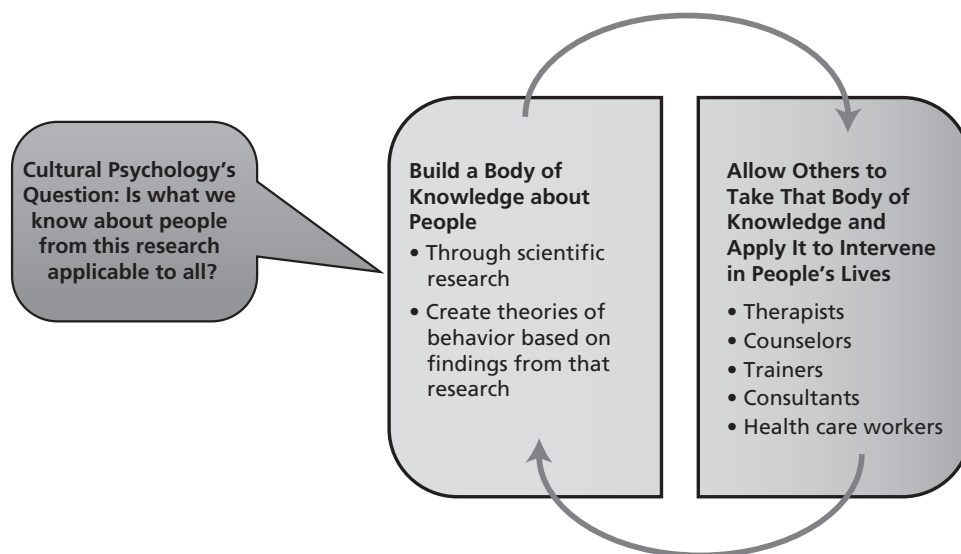 Cultural Psychology's
Question: Is what we
know about people
from this research
applicable to all?
Build a Body of
Knowledge about
People
• Through scientific
research
• Create theories of
behavior based on
findings from that
research
Allow Others to
Take That Body of
Knowledge and
Apply It to Intervene
in People's Lives
• Therapists
• Counselors
• Trainers
• Consultants
• Health care workers